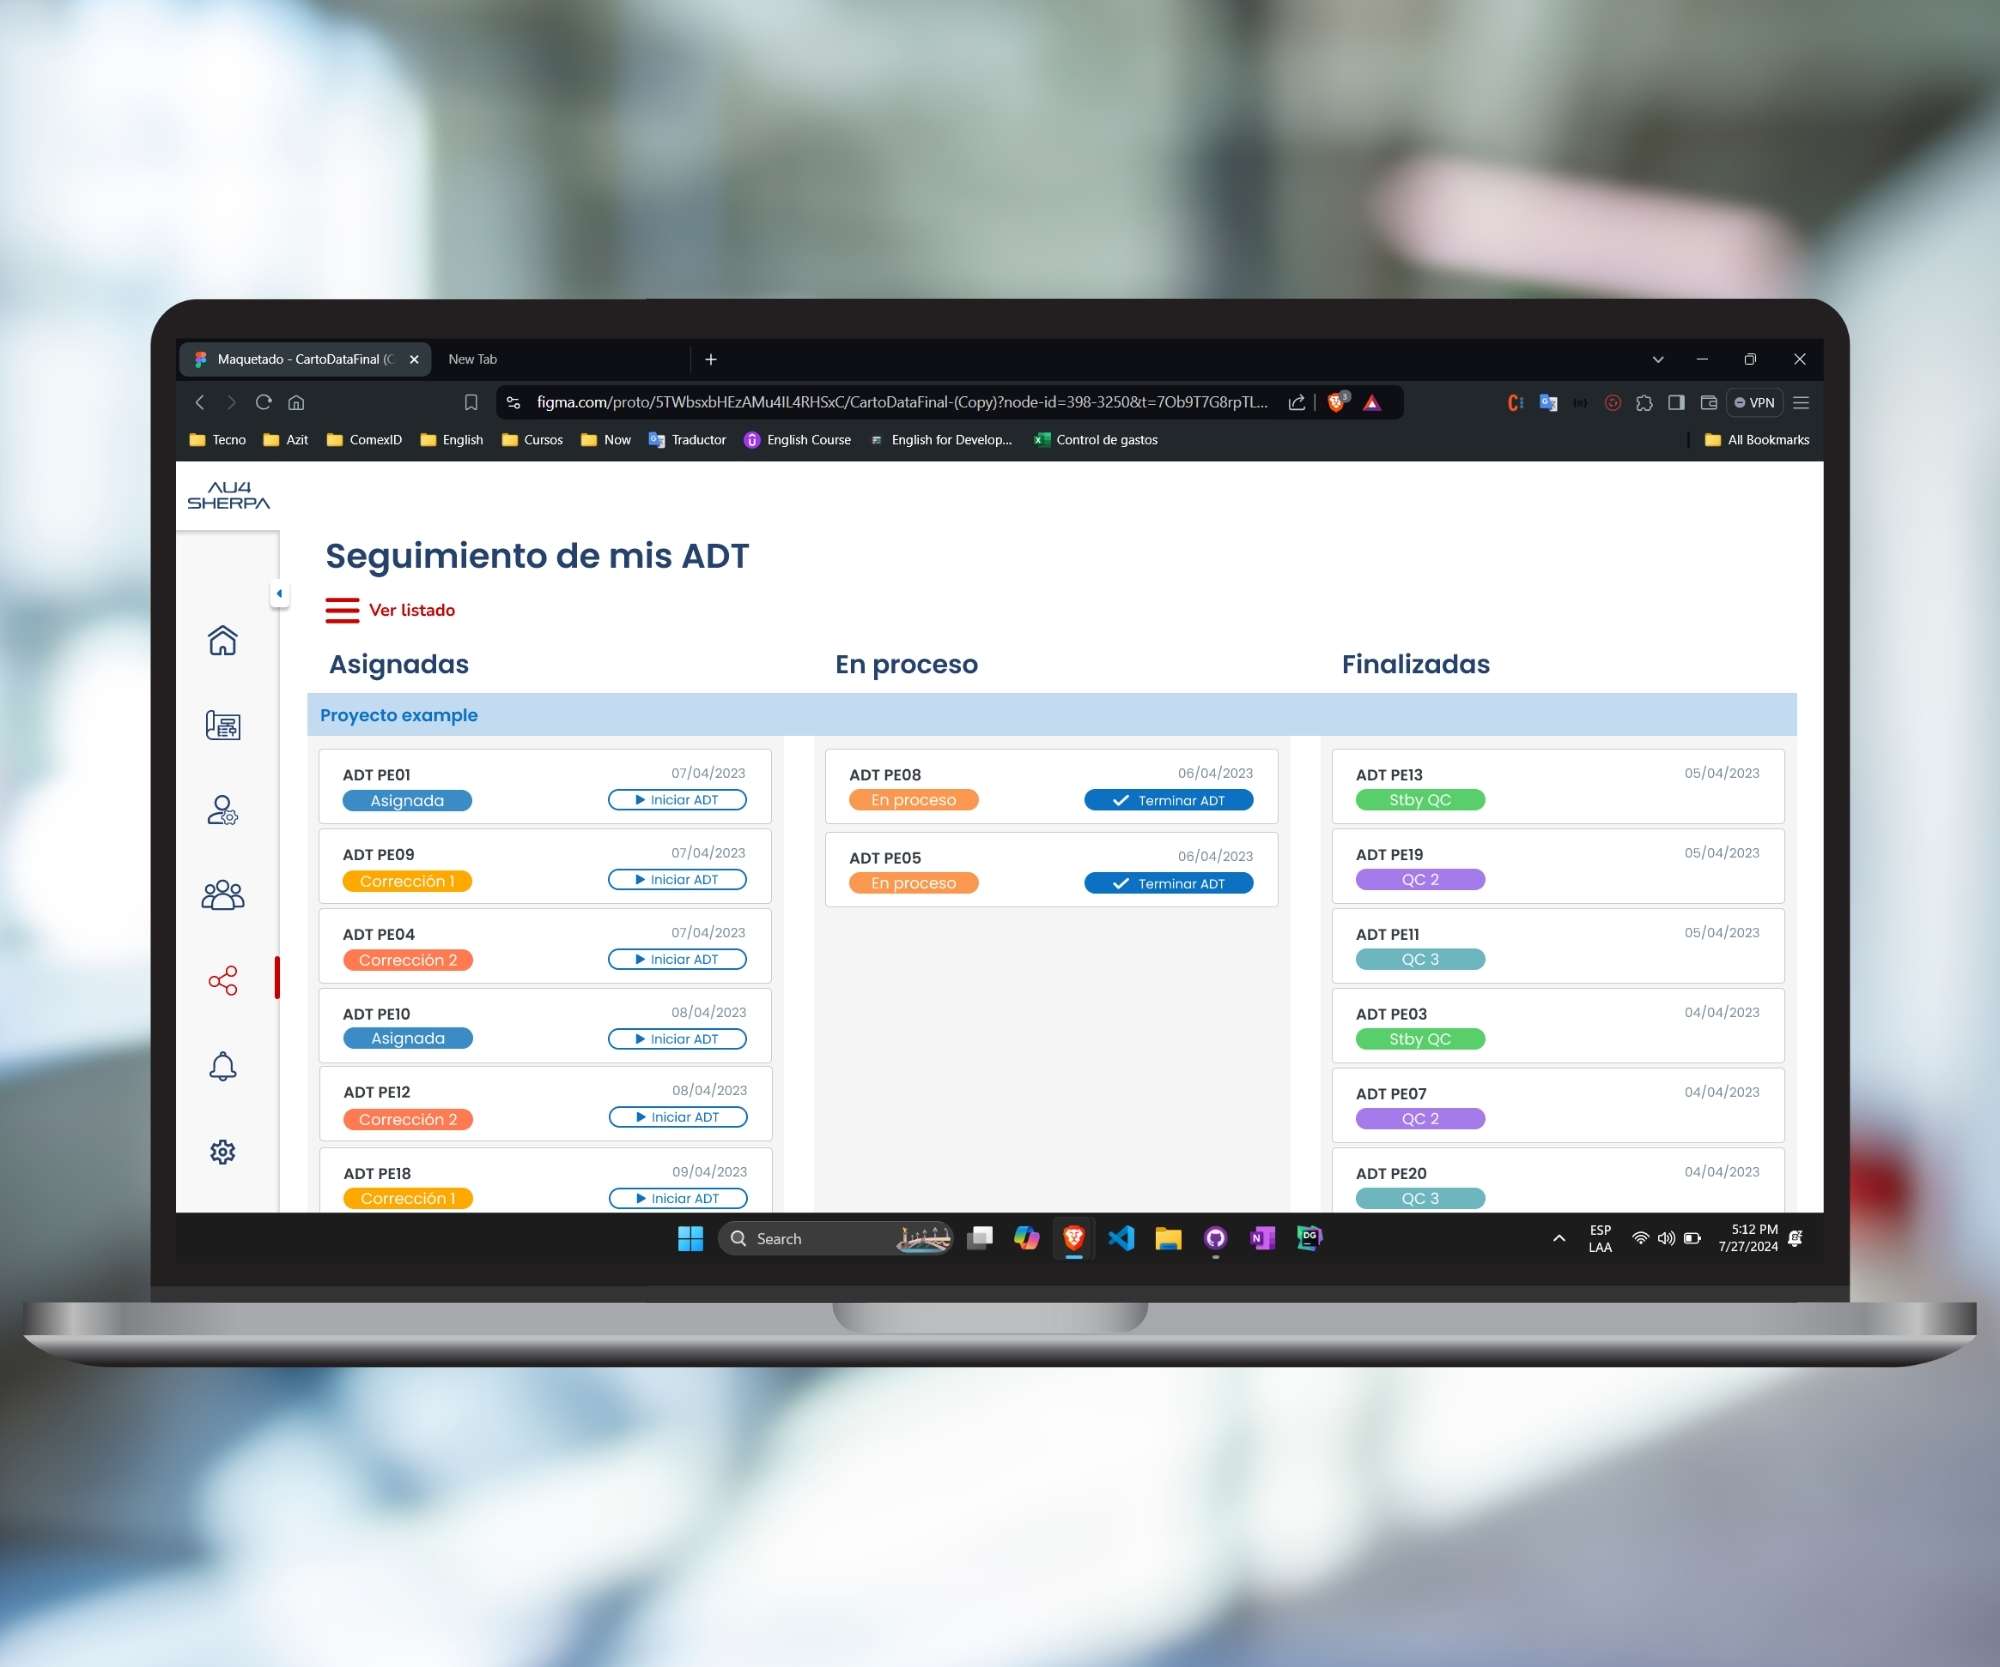 Maquetado - CartoDataFinal (C
New Tab
figma.com/proto/5TWbsxbHEzAMu4IL4RHSxC/CartoDataFinal-(Copy)?node-id=398-3250&t=7Ob9T7G8rpTL...
3
VPN
Tecno
Azit
ComexID
English
Cursos
Now
Traductor
English Course
English for Develop...
Control de gastos
All Bookmarks
AU4
SHERPA
Seguimiento de mis ADT
Ver listado
Asignadas
En proceso
Finalizadas
Proyecto example
ADT PE01
07/04/2023
Asignada
Iniciar ADT
ADT PE09
07/04/2023
Corrección 1
Iniciar ADT
ADT PE04
07/04/2023
Corrección 2
Iniciar ADT
ADT PE10
08/04/2023
Asignada
Iniciar ADT
ADT PE12
08/04/2023
Corrección 2
Iniciar ADT
ADT PE18
09/04/2023
Corrección 1
Iniciar ADT
ADT PE08
06/04/2023
En proceso
Terminar ADT
ADT PE05
06/04/2023
En proceso
Terminar ADT
ADT PE13
05/04/2023
Stby QC
ADT PE19
05/04/2023
QC 2
ADT PE11
05/04/2023
QC 3
ADT PE03
04/04/2023
Stby QC
ADT PE07
04/04/2023
QC 2
ADT PE20
04/04/2023
QC 3
Search
DG
ESP
LAA
5:12 PM
7/27/2024